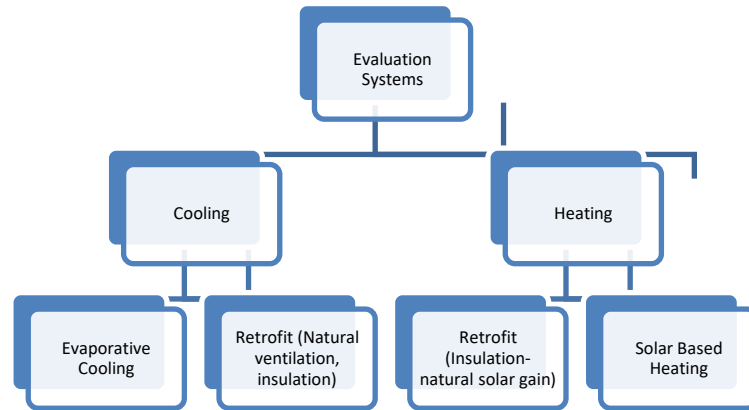 Evaluation
Systems
Cooling
Heating
Evaporative
Cooling
Retrofit (Natural
ventilation,
insulation)
Retrofit
(Insulation-
natural solar gain)
Solar Based
Heating